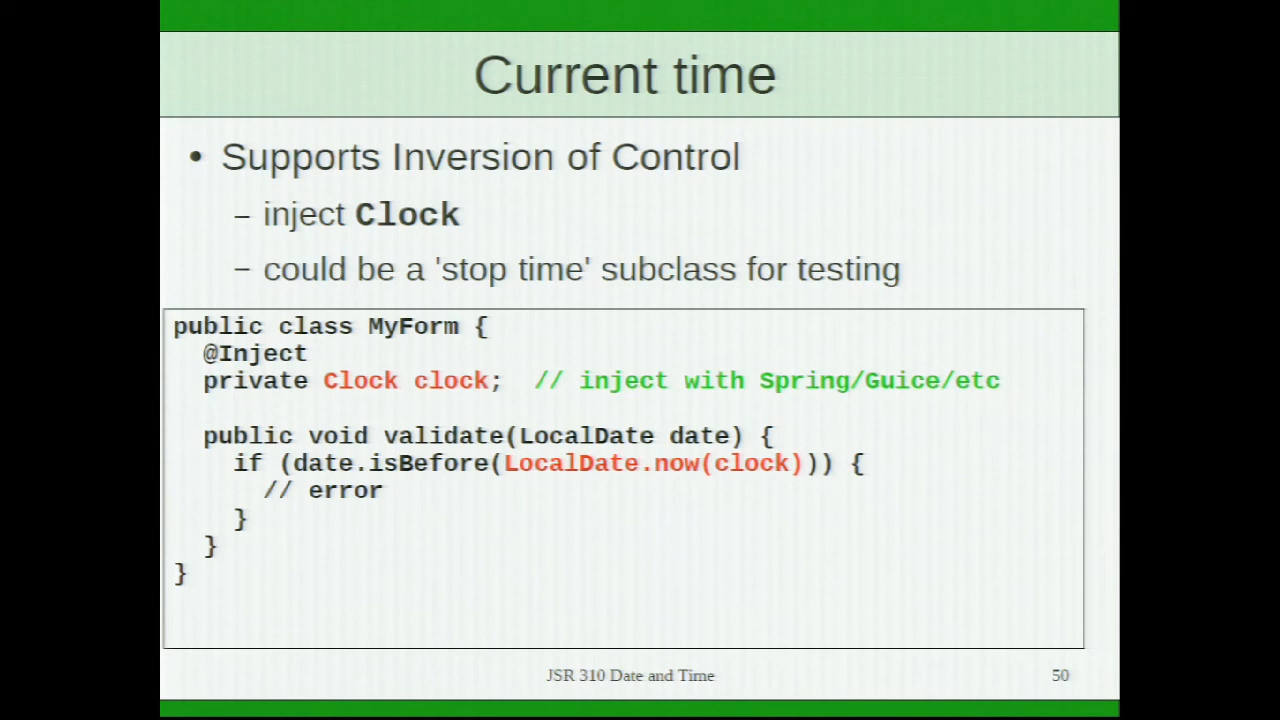 Current time
• Supports Inversion of Control
– inject Clock
– could be a 'stop time' subclass for testing
public class MyForm {
@Inject
private Clock clock; // inject with Spring/Guice/etc
public void validate(LocalDate date) {
if (date.isBefore(LocalDate.now(clock))) {
// error
}
}
}
JSR 310 Date and Time
50